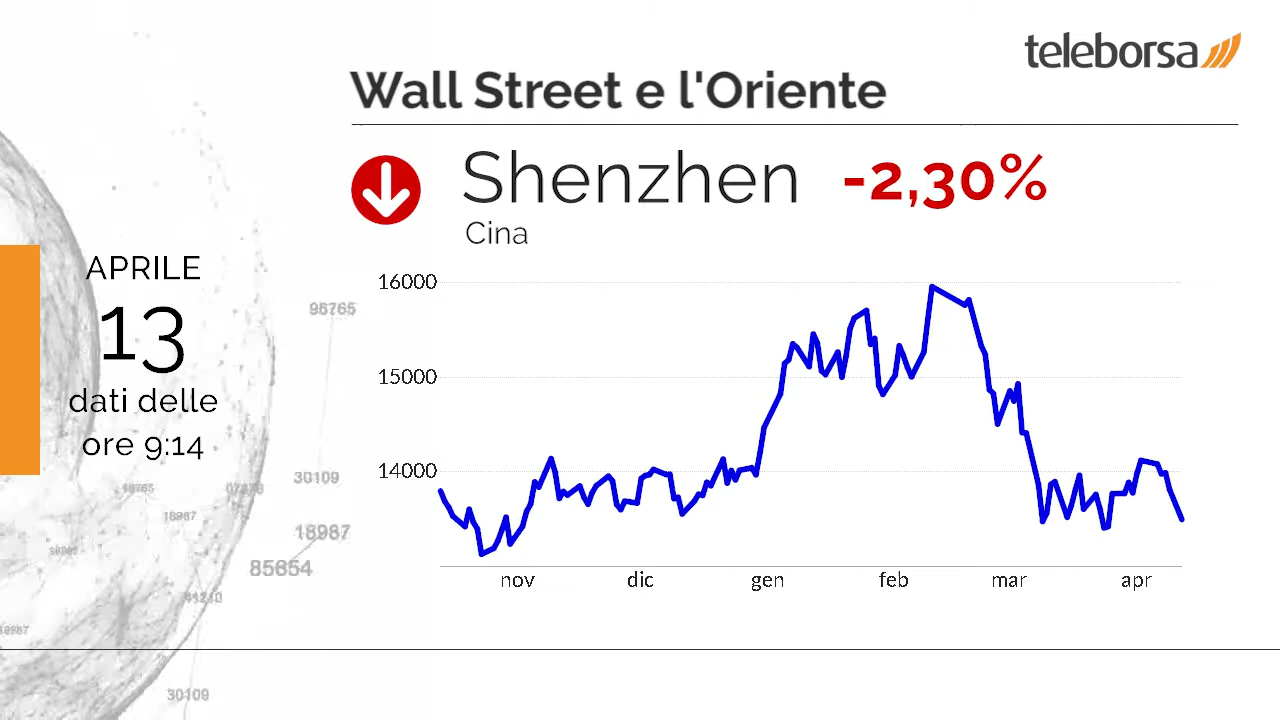 teleborsa
Wall Street e l'Oriente
Shenzhen -2,30%
Cina
APRILE
13
dati delle
ore 9:14
16000
15000
14000
nov dic gen feb mar apr
30109
18987
85654
18987
30109